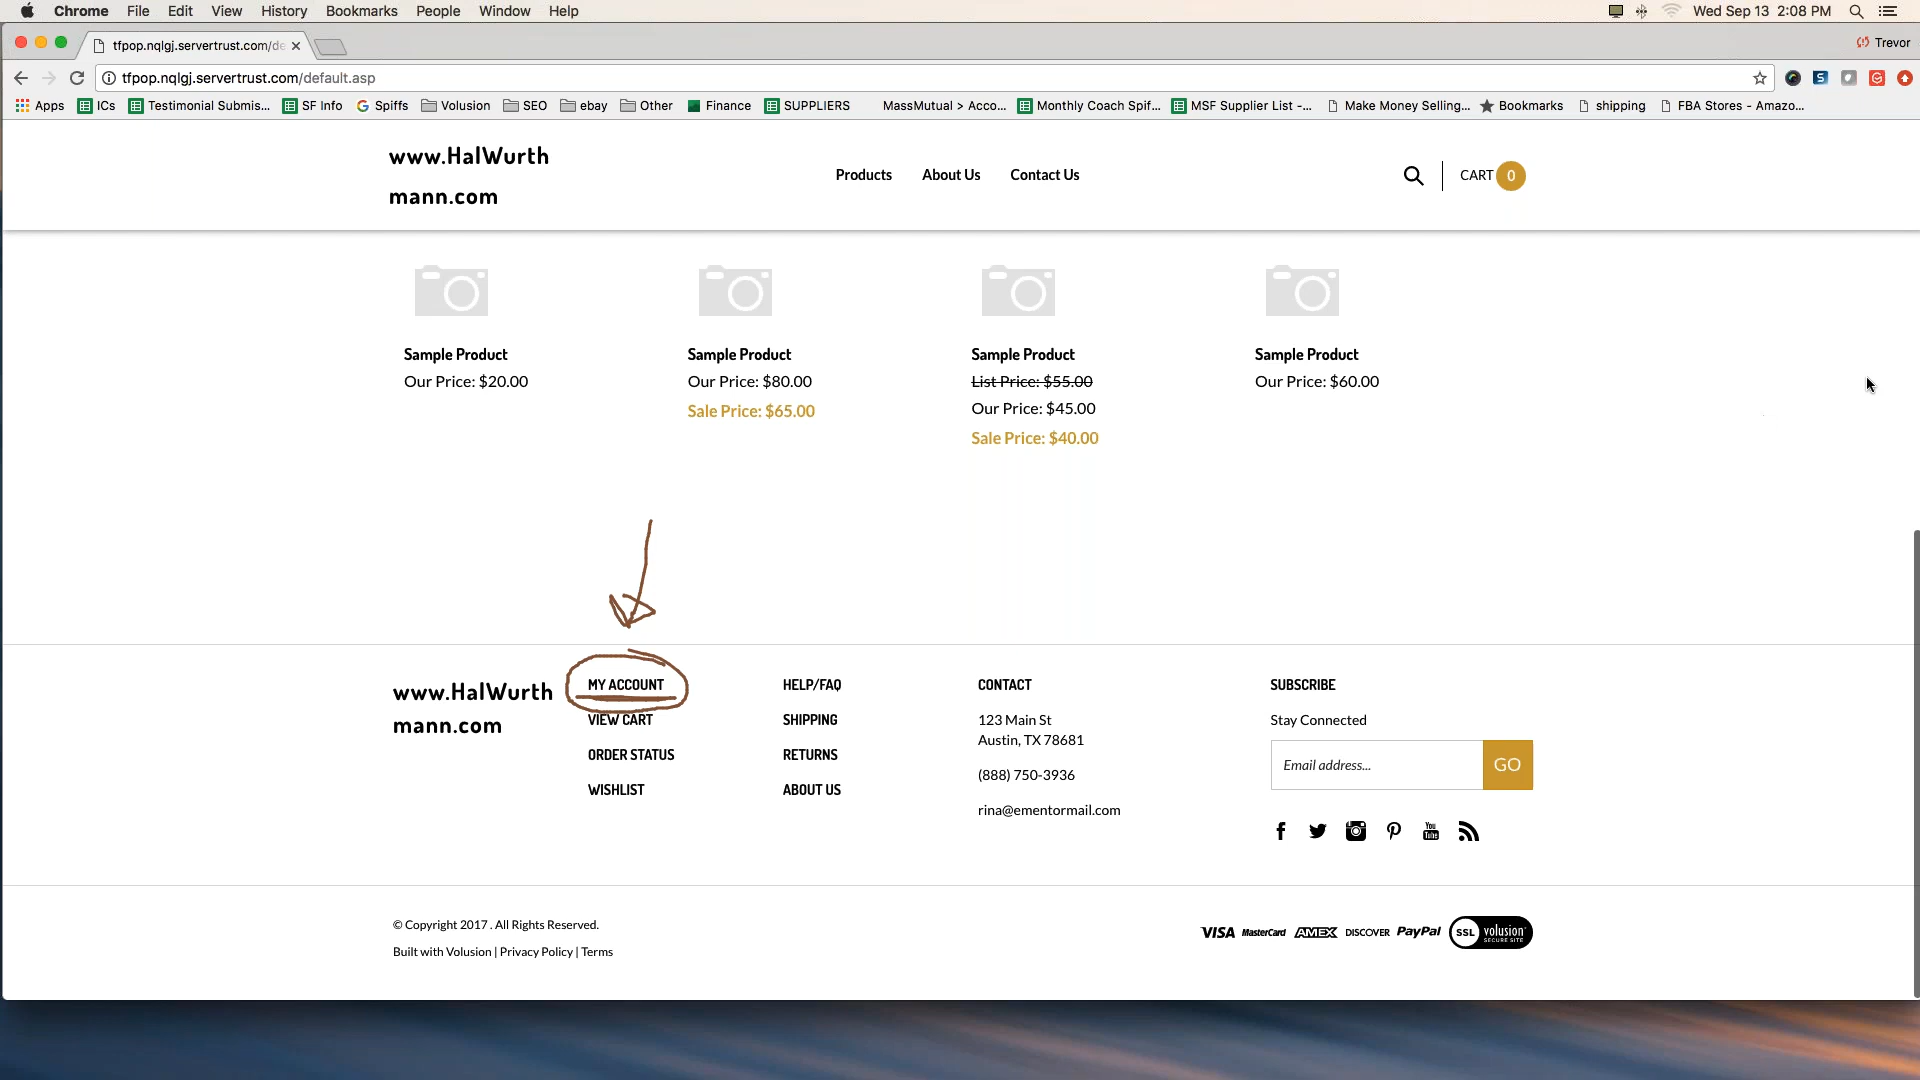 Chrome File Edit View History Bookmarks People Window Help Wed Sep 13 2:08 PM
tfpop.nqlgj.servertrust.com/de Trevor
tfpop.nqlgj.servertrust.com/default.asp
Apps ICs Testimonial Submis... SF Info Spiffs Volusion SEO ebay Other Finance SUPPLIERS MassMutual > Acco... Monthly Coach Spif... MSF Supplier List -... Make Money Selling... Bookmarks shipping FBA Stores - Amazo...
www.HalWurth
mann.com
Products About Us Contact Us CART 0
Sample Product
Our Price: $20.00
Sample Product
Our Price: $80.00
Sale Price: $65.00
Sample Product
List Price: $55.00
Our Price: $45.00
Sale Price: $40.00
Sample Product
Our Price: $60.00
www.HalWurth
mann.com
MY ACCOUNT
VIEW CART
ORDER STATUS
WISHLIST
HELP/FAQ
SHIPPING
RETURNS
ABOUT US
CONTACT
123 Main St
Austin, TX 78681
(888) 750-3936
rina@ementormail.com
SUBSCRIBE
Stay Connected
Email address... GO
You
Tube
© Copyright 2017 . All Rights Reserved.
Built with Volusion | Privacy Policy | Terms
VISA MasterCard AMEX DISCOVER PayPal SSL volusion
SECURE SITE